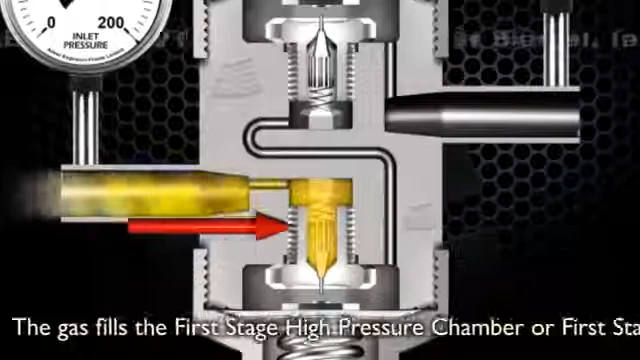 0 200
INLET
PRESSURE
The gas fills the First Stage High Pressure Chamber or First Sta